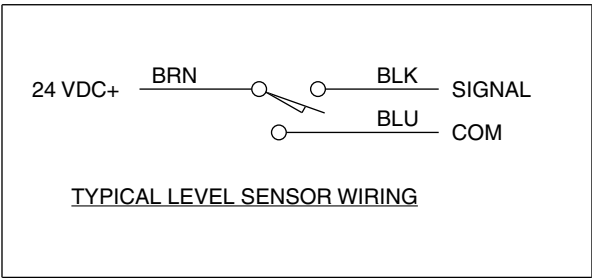 24 VDC+ BRN BLK SIGNAL
BLU COM
TYPICAL LEVEL SENSOR WIRING